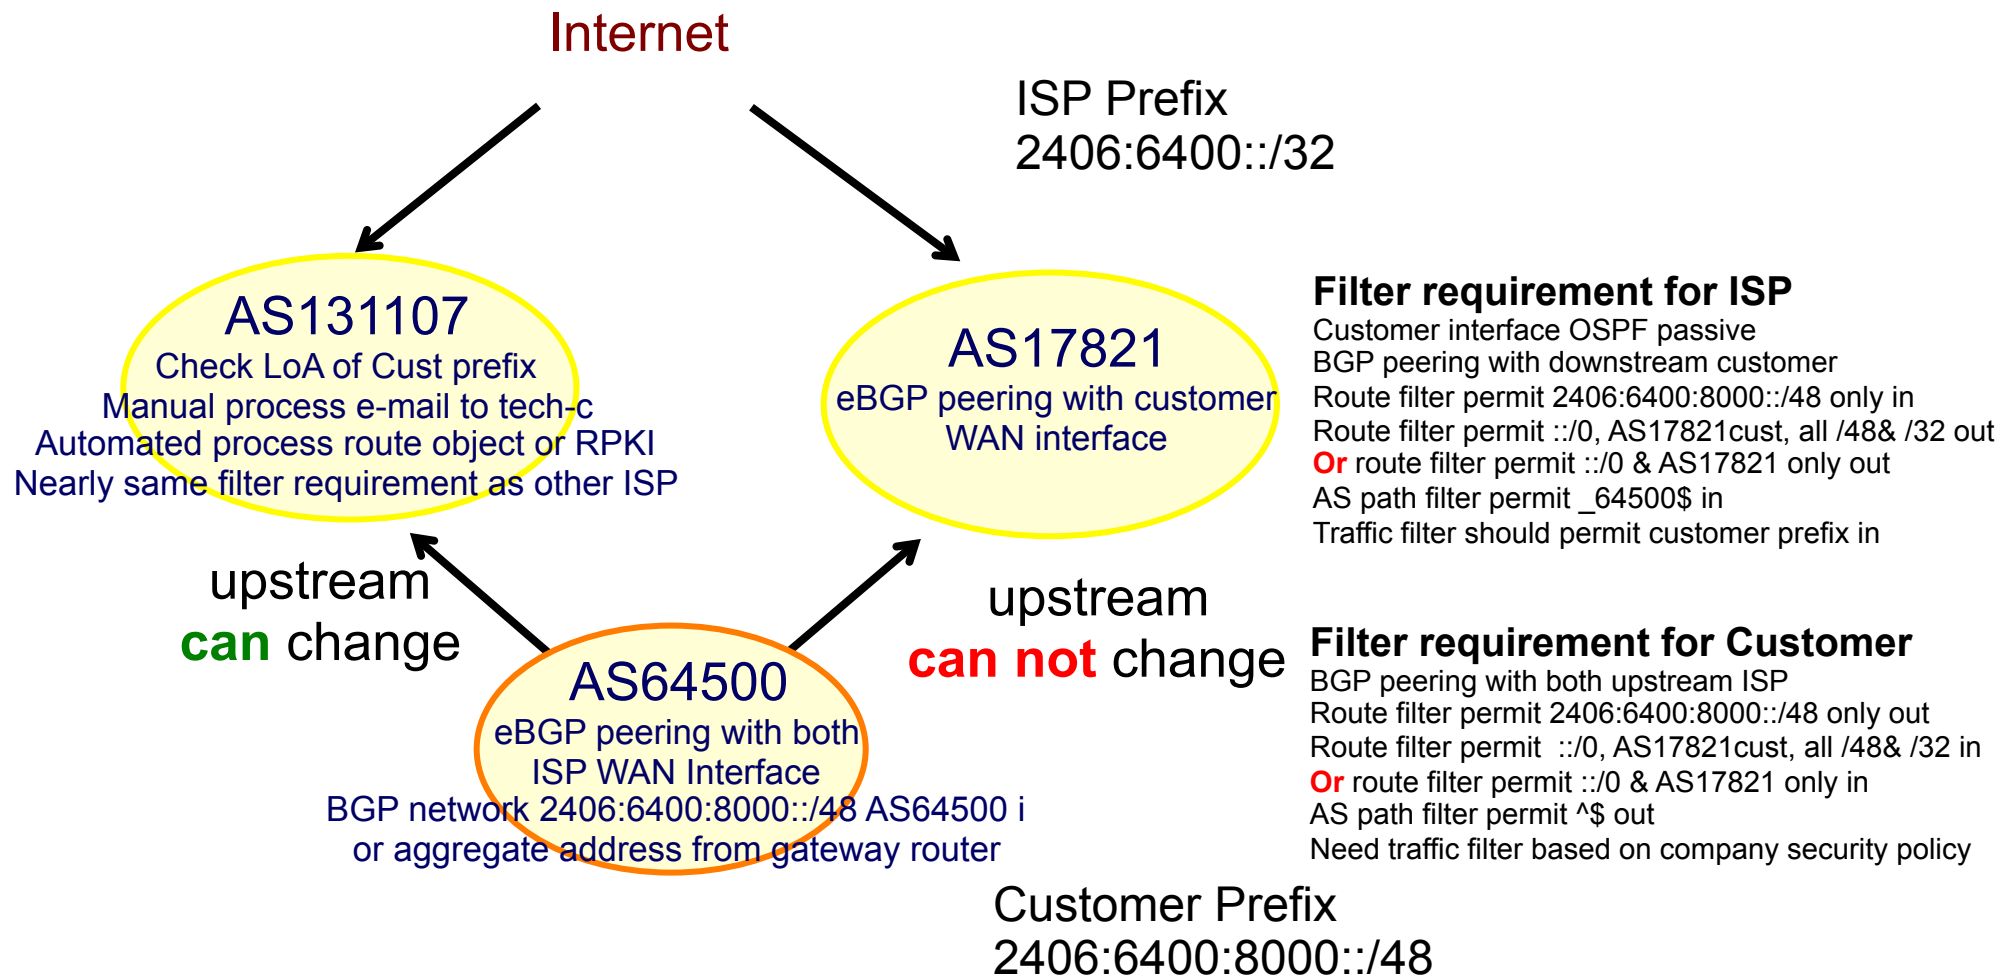 Internet
ISP Prefix
2406:6400::/32
AS131107
Check LoA of Cust prefix
Manual process e-mail to tech-c
Automated process route object or RPKI
Nearly same filter requirement as other ISP
AS17821
eBGP peering with customer
WAN interface
Filter requirement for ISP
Customer interface OSPF passive
BGP peering with downstream customer
Route filter permit 2406:6400:8000::/48 only in
Route filter permit ::/0, AS17821cust, all /48& /32 out
Or route filter permit ::/0 & AS17821 only out
AS path filter permit _64500$ in
Traffic filter should permit customer prefix in
upstream
can change
upstream
can not change
AS64500
eBGP peering with both
ISP WAN Interface
BGP network 2406:6400:8000::/48 AS64500 i
or aggregate address from gateway router
Filter requirement for Customer
BGP peering with both upstream ISP
Route filter permit 2406:6400:8000::/48 only out
Route filter permit  ::/0, AS17821cust, all /48& /32 in
Or route filter permit ::/0 & AS17821 only in
AS path filter permit ^$ out
Need traffic filter based on company security policy
Customer Prefix
2406:6400:8000::/48